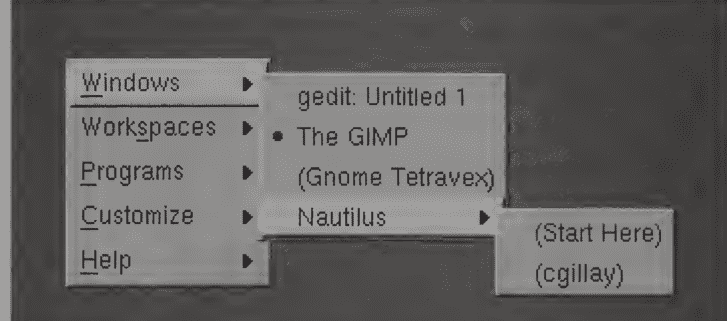 Windows
Workspaces
Programs
Customize
Help
gedit: Untitled 1
The GIMP
(Gnome Tetravex)
Nautilus
(Start Here)
(cgillay)